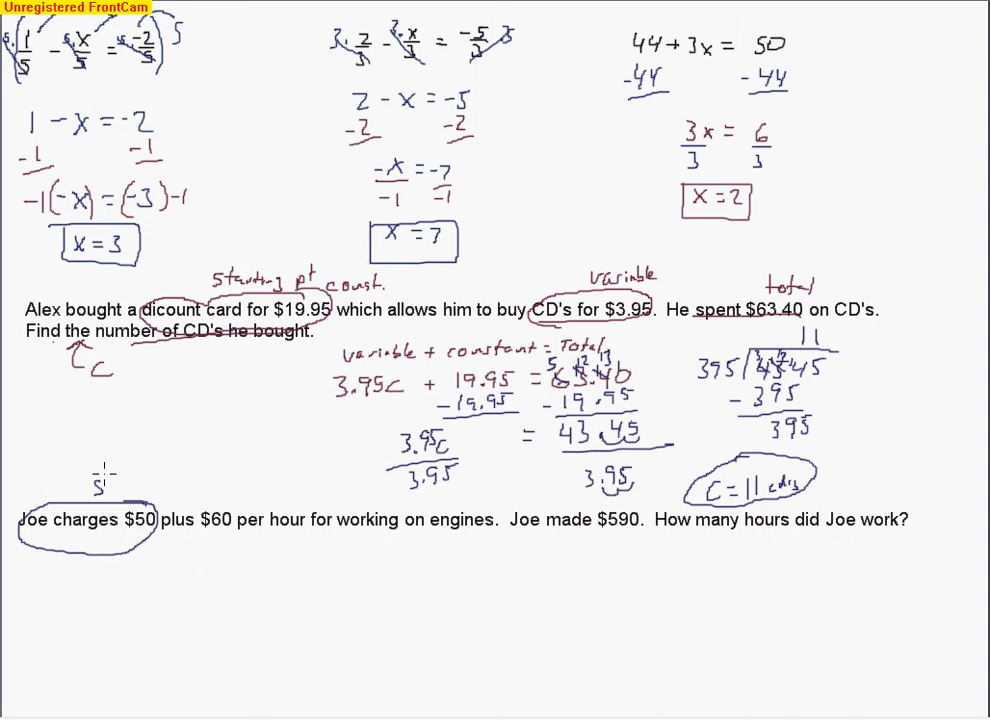 Unregistered FrontCam
5·(1/5 - 5·x/5 = 5·-2/5)5
1 - x = -2
-1 -1
-1(-x) = (-3)-1
x = 3
3·2/3 - 3·x/3 = -5/3·3
2 - x = -5
-2 -2
-x/-1 = -7/-1
x = 7
44 + 3x = 50
-44 -44
3x/3 = 6/3
x = 2
starting pt const. variable total
Alex bought a dicount card for $19.95 which allows him to buy CD's for $3.95. He spent $63.40 on CD's.
Find the number of CD's he bought.
c
variable + constant = Total
3.95c + 19.95 = 63.40
-19.95 -19.95
3.95c = 43.45
3.95 3.95
11
395/4345
-395
395
c = 11 cds
s
Joe charges $50 plus $60 per hour for working on engines. Joe made $590. How many hours did Joe work?